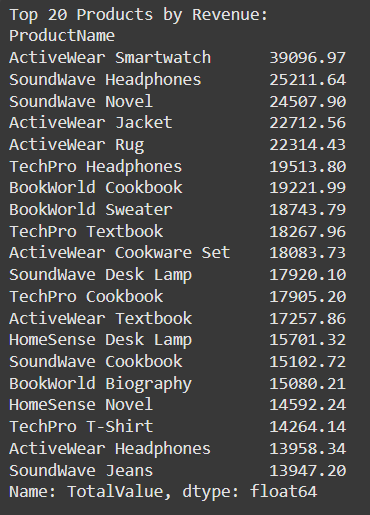 Top 20 Products by Revenue:
ProductName
ActiveWear Smartwatch      39096.97
SoundWave Headphones       25211.64
SoundWave Novel            24507.90
ActiveWear Jacket          22712.56
ActiveWear Rug             22314.43
TechPro Headphones         19513.80
BookWorld Cookbook         19221.99
BookWorld Sweater          18743.79
TechPro Textbook           18267.96
ActiveWear Cookware Set    18083.73
SoundWave Desk Lamp        17920.10
TechPro Cookbook           17905.20
ActiveWear Textbook        17257.86
HomeSense Desk Lamp        15701.32
SoundWave Cookbook         15102.72
BookWorld Biography        15080.21
HomeSense Novel            14592.24
TechPro T-Shirt            14264.14
ActiveWear Headphones      13958.34
SoundWave Jeans            13947.20
Name: TotalValue, dtype: float64